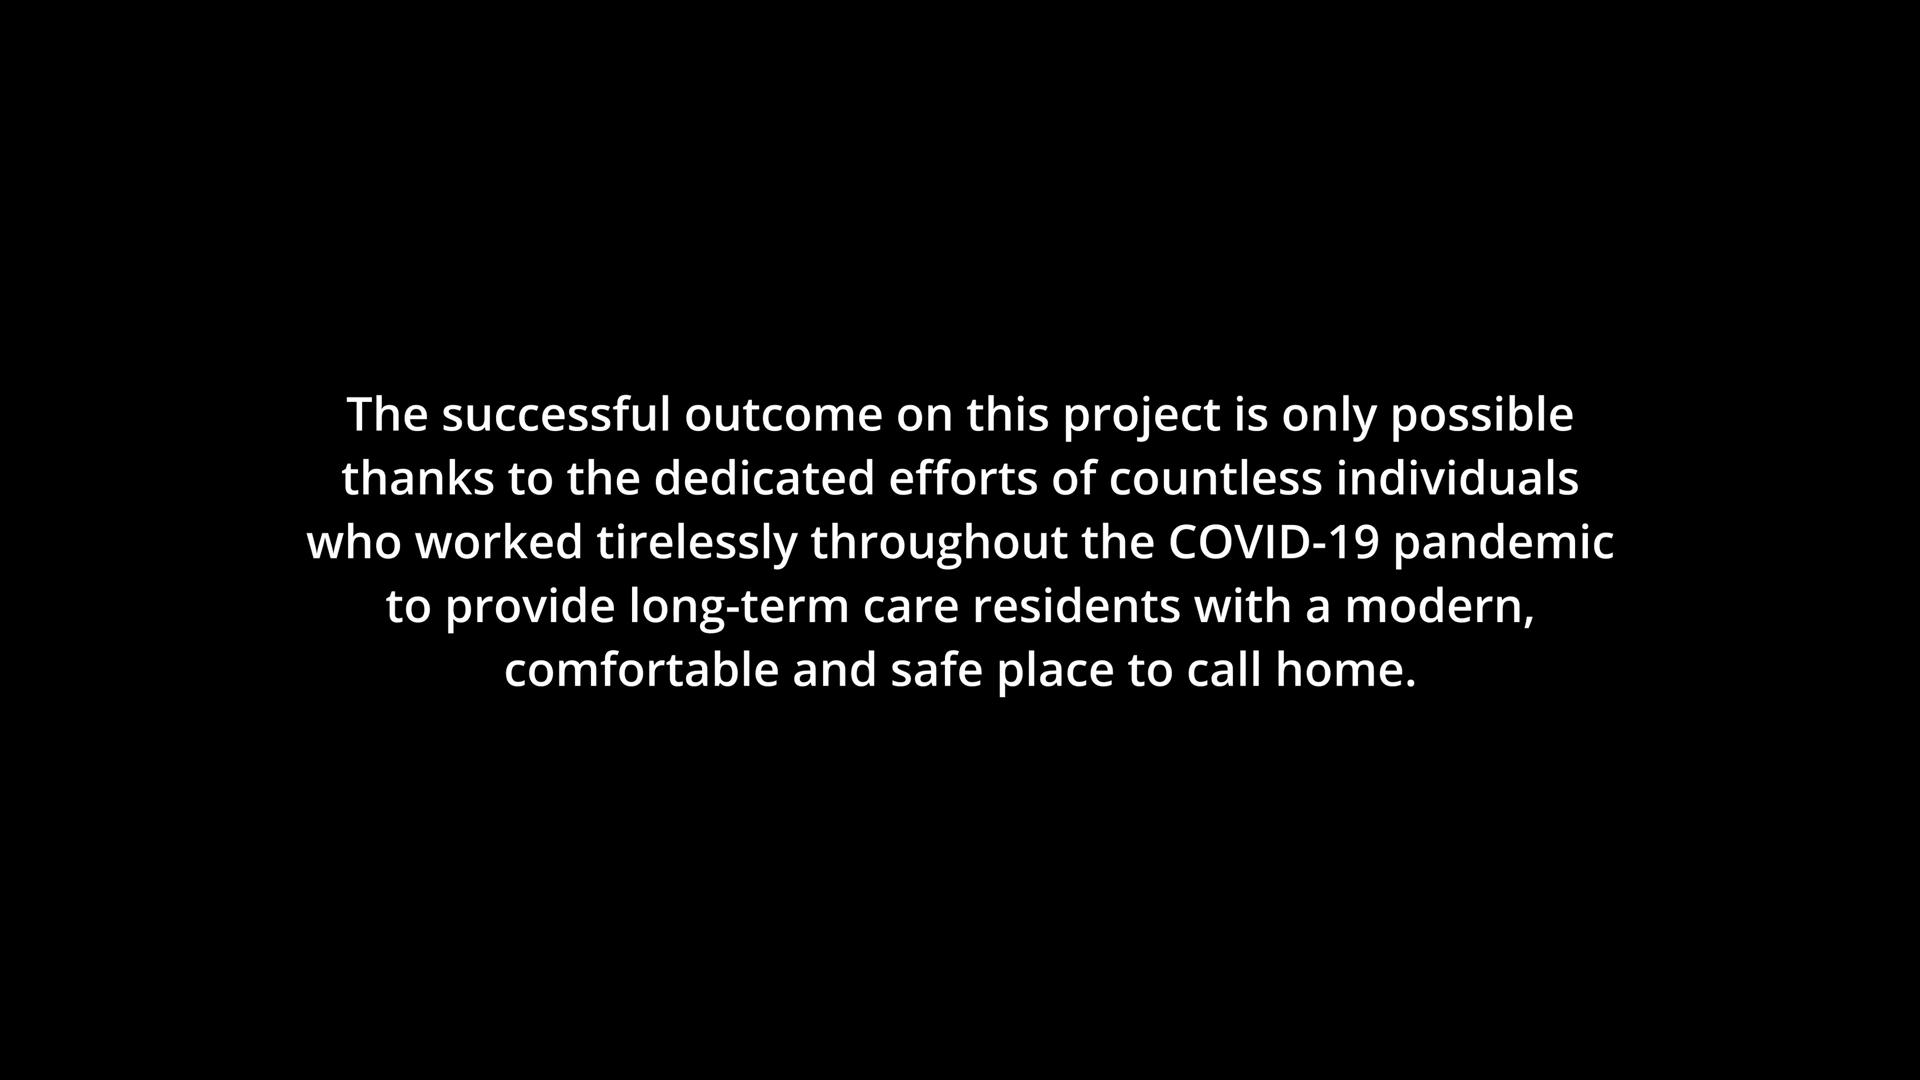 The successful outcome on this project is only possible
thanks to the dedicated efforts of countless individuals
who worked tirelessly throughout the COVID-19 pandemic
to provide long-term care residents with a modern,
comfortable and safe place to call home.